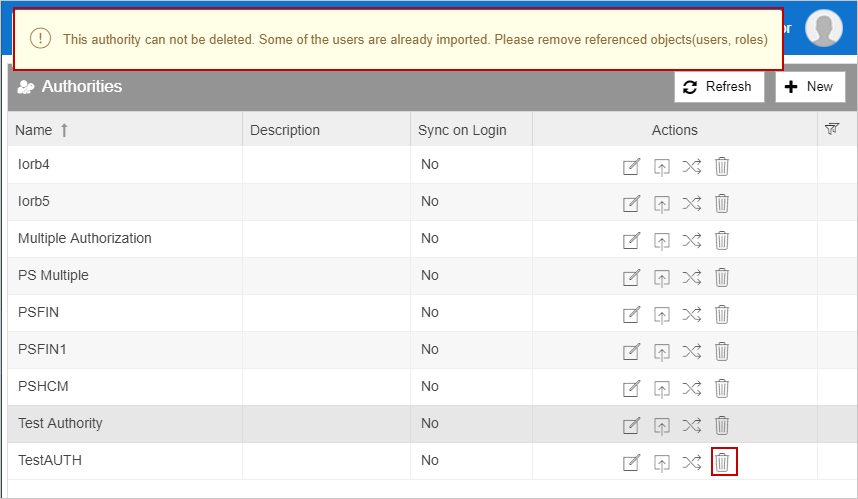 This authority can not be deleted. Some of the users are already imported. Please remove referenced objects(users, roles)
or
Authorities
Refresh
New
Name Description Sync on Login Actions
Iorb4 No
Iorb5 No
Multiple Authorization No
PS Multiple No
PSFIN No
PSFIN1 No
PSHCM No
Test Authority No
TestAUTH No